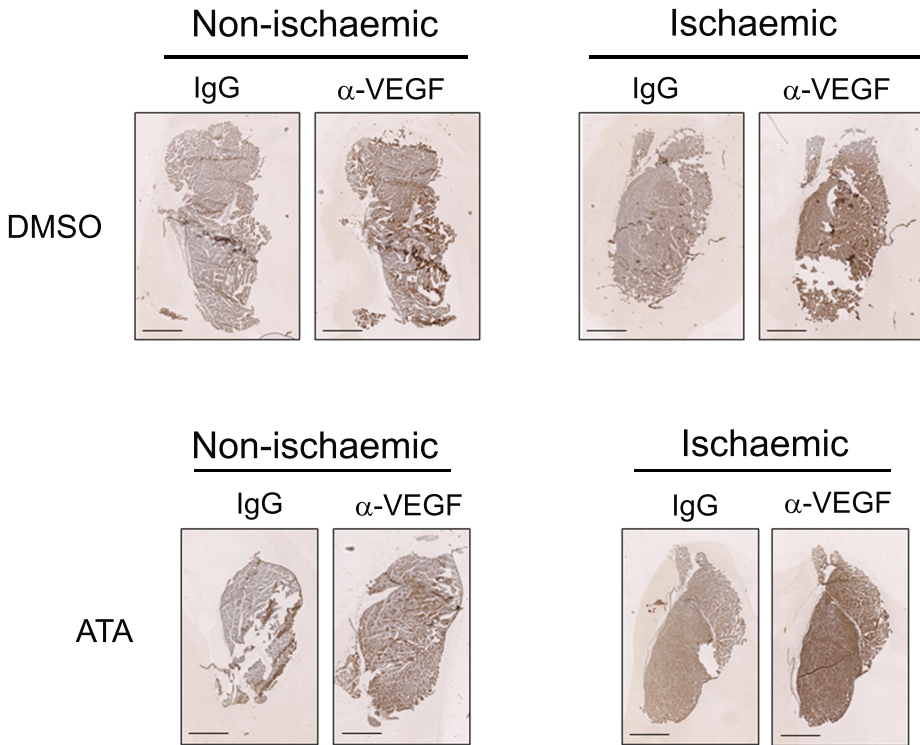 Non-ischaemic Ischaemic
IgG α-VEGF IgG α-VEGF
DMSO
Non-ischaemic Ischaemic
IgG α-VEGF IgG α-VEGF
ATA